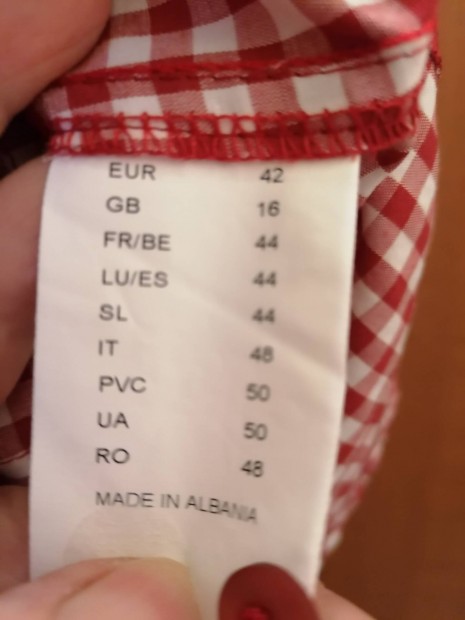 EUR 42
GB 16
FR/BE 44
LU/ES 44
SL 44
IT 48
PVC 50
UA 50
RO 48
MADE IN ALBANIA